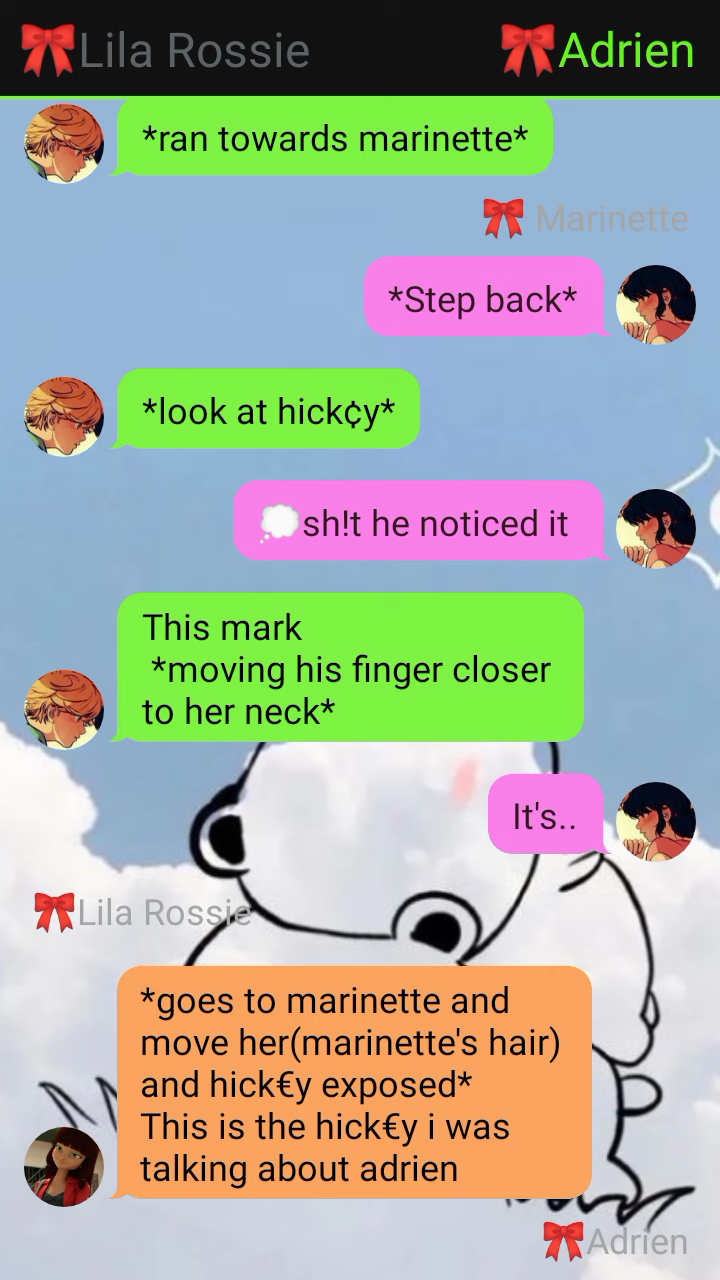 🎀Lila Rossie 🎀Adrien
*ran towards marinette*
🎀 Marinette
*Step back*
*look at hick¢y*
💭sh!t he noticed it
This mark
*moving his finger closer
to her neck*
It's..
🎀Lila Rossie
*goes to marinette and
move her(marinette's hair)
and hick€y exposed*
This is the hick€y i was
talking about adrien
🎀Adrien